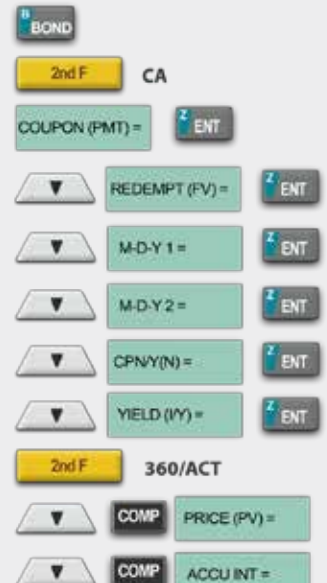 B BOND
2nd F CA
COUPON (PMT) = Z ENT
▼ REDEMPT (FV) = Z ENT
▼ M-D-Y 1 = Z ENT
▼ M-D-Y 2 = Z ENT
▼ CPN/Y(N) = Z ENT
▼ YIELD (I/Y) = Z ENT
2nd F 360/ACT
▼ COMP PRICE (PV) =
▼ COMP ACCU INT =